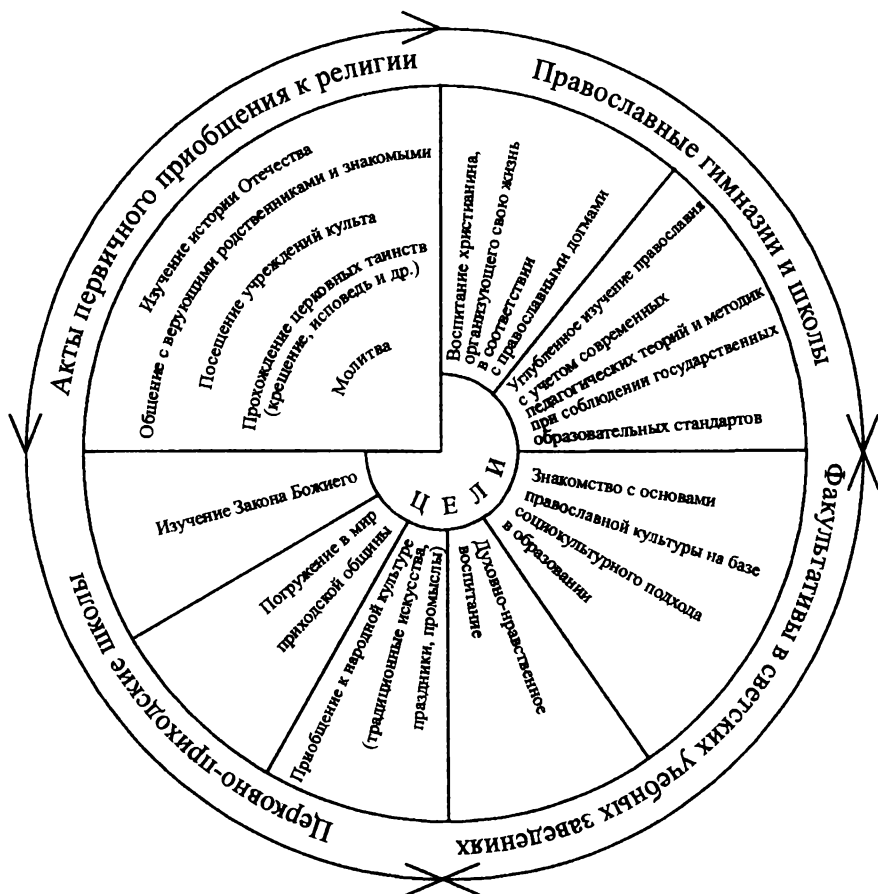 Акты первичного приобщения к религии
Изучение истории Отечества
Общение с верующими родственниками и знакомыми
Посещение учреждений культа
Прохождение церковных таинств
(крещение, исповедь и др.)
Молитва
Православные гимназии и школы
Воспитание христианина,
организующего свою жизнь
в соответствии
с православными догмами
Углубленное изучение православия
с учетом современных
педагогических теорий и методик
при соблюдении государственных
образовательных стандартов
Факультативы в светских учебных заведениях
Знакомство с основами
православной культуры на базе
социокультурного подхода
в образовании
Духовно-нравственное
воспитание
Церковно-приходские школы
Приобщение к народной культуре
(традиционные искусства,
праздники, промыслы)
Погружение в мир
приходской общины
Изучение Закона Божиего
ЦЕЛИ